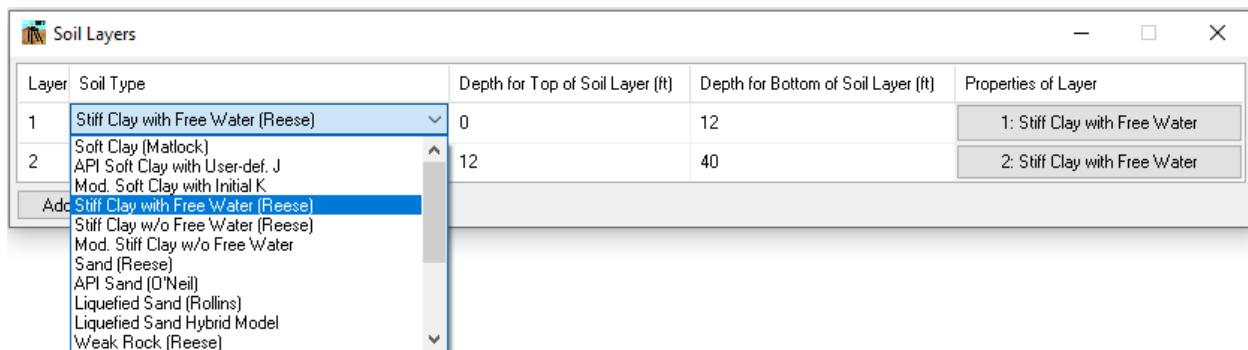 Soil Layers
Layer Soil Type Depth for Top of Soil Layer (ft) Depth for Bottom of Soil Layer (ft) Properties of Layer
1 Stiff Clay with Free Water (Reese) 0 12 1: Stiff Clay with Free Water
2 12 40 2: Stiff Clay with Free Water
Soft Clay (Matlock)
API Soft Clay with User-def. J
Mod. Soft Clay with Initial K
Stiff Clay with Free Water (Reese)
Stiff Clay w/o Free Water (Reese)
Mod. Stiff Clay w/o Free Water
Sand (Reese)
API Sand (O'Neil)
Liquefied Sand (Rollins)
Liquefied Sand Hybrid Model
Weak Rock (Reese)